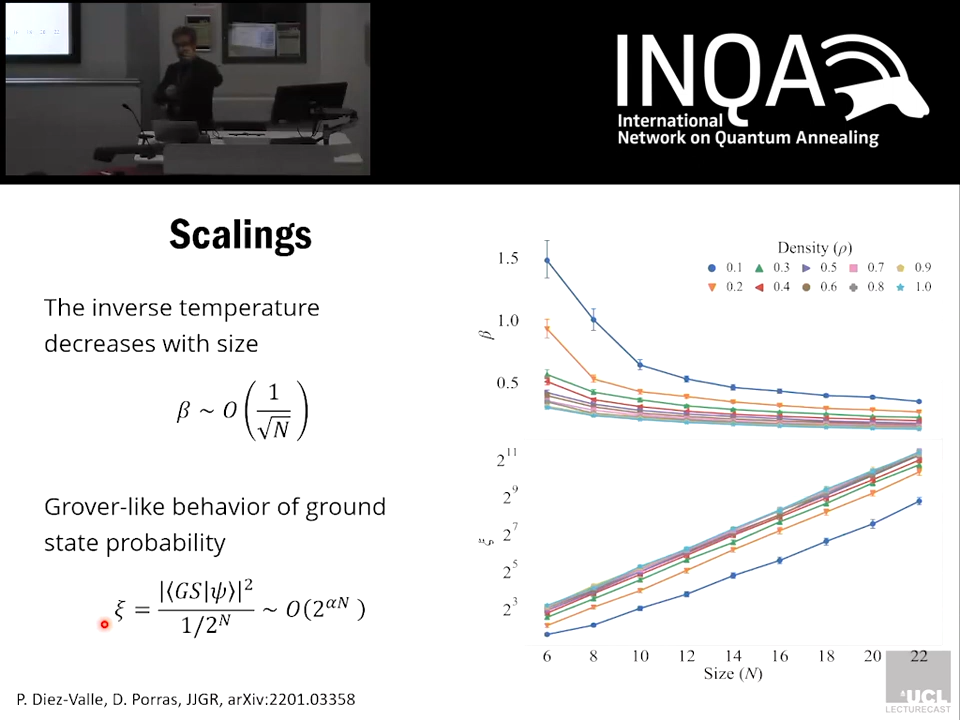 INQA
International
Network on Quantum Annealing
Scalings
The inverse temperature
decreases with size
β ~ O(1/√N)
Grover-like behavior of ground
state probability
ξ = |⟨GS|ψ⟩|² / 1/2^N ~ O(2^{αN})
P. Diez-Valle, D. Porras, JJGR, arXiv:2201.03358
Density (ρ)
0.1 0.3 0.5 0.7 0.9
0.2 0.4 0.6 0.8 1.0
1.5
1.0
0.5
β
2^11
2^9
2^7
2^5
2^3
ξ
6 8 10 12 14 16 18 20 22
Size (N)
UCL
LECTURECAST